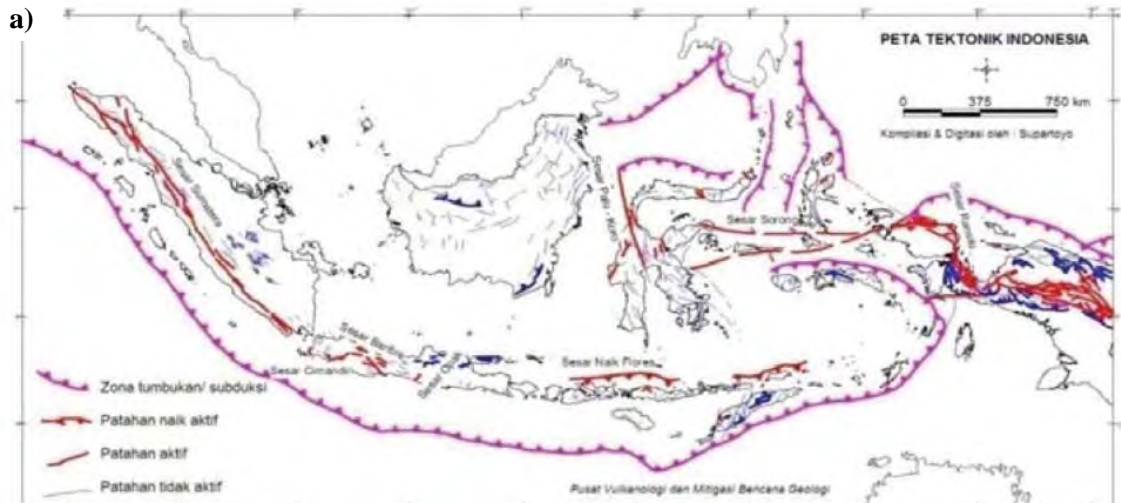 a)
PETA TEKTONIK INDONESIA
0 375 750 km
Kompilasi & Digitasi oleh : Supartoyo
Sesar Sumatera
Sesar Palu - Koro
Sesar Sorong
Sesar Naik Flores
Sesar Cimandiri
Zona tumbukan/ subduksi
Patahan naik aktif
Patahan aktif
Patahan tidak aktif
Pusat Vulkanologi dan Mitigasi Bencana Geologi